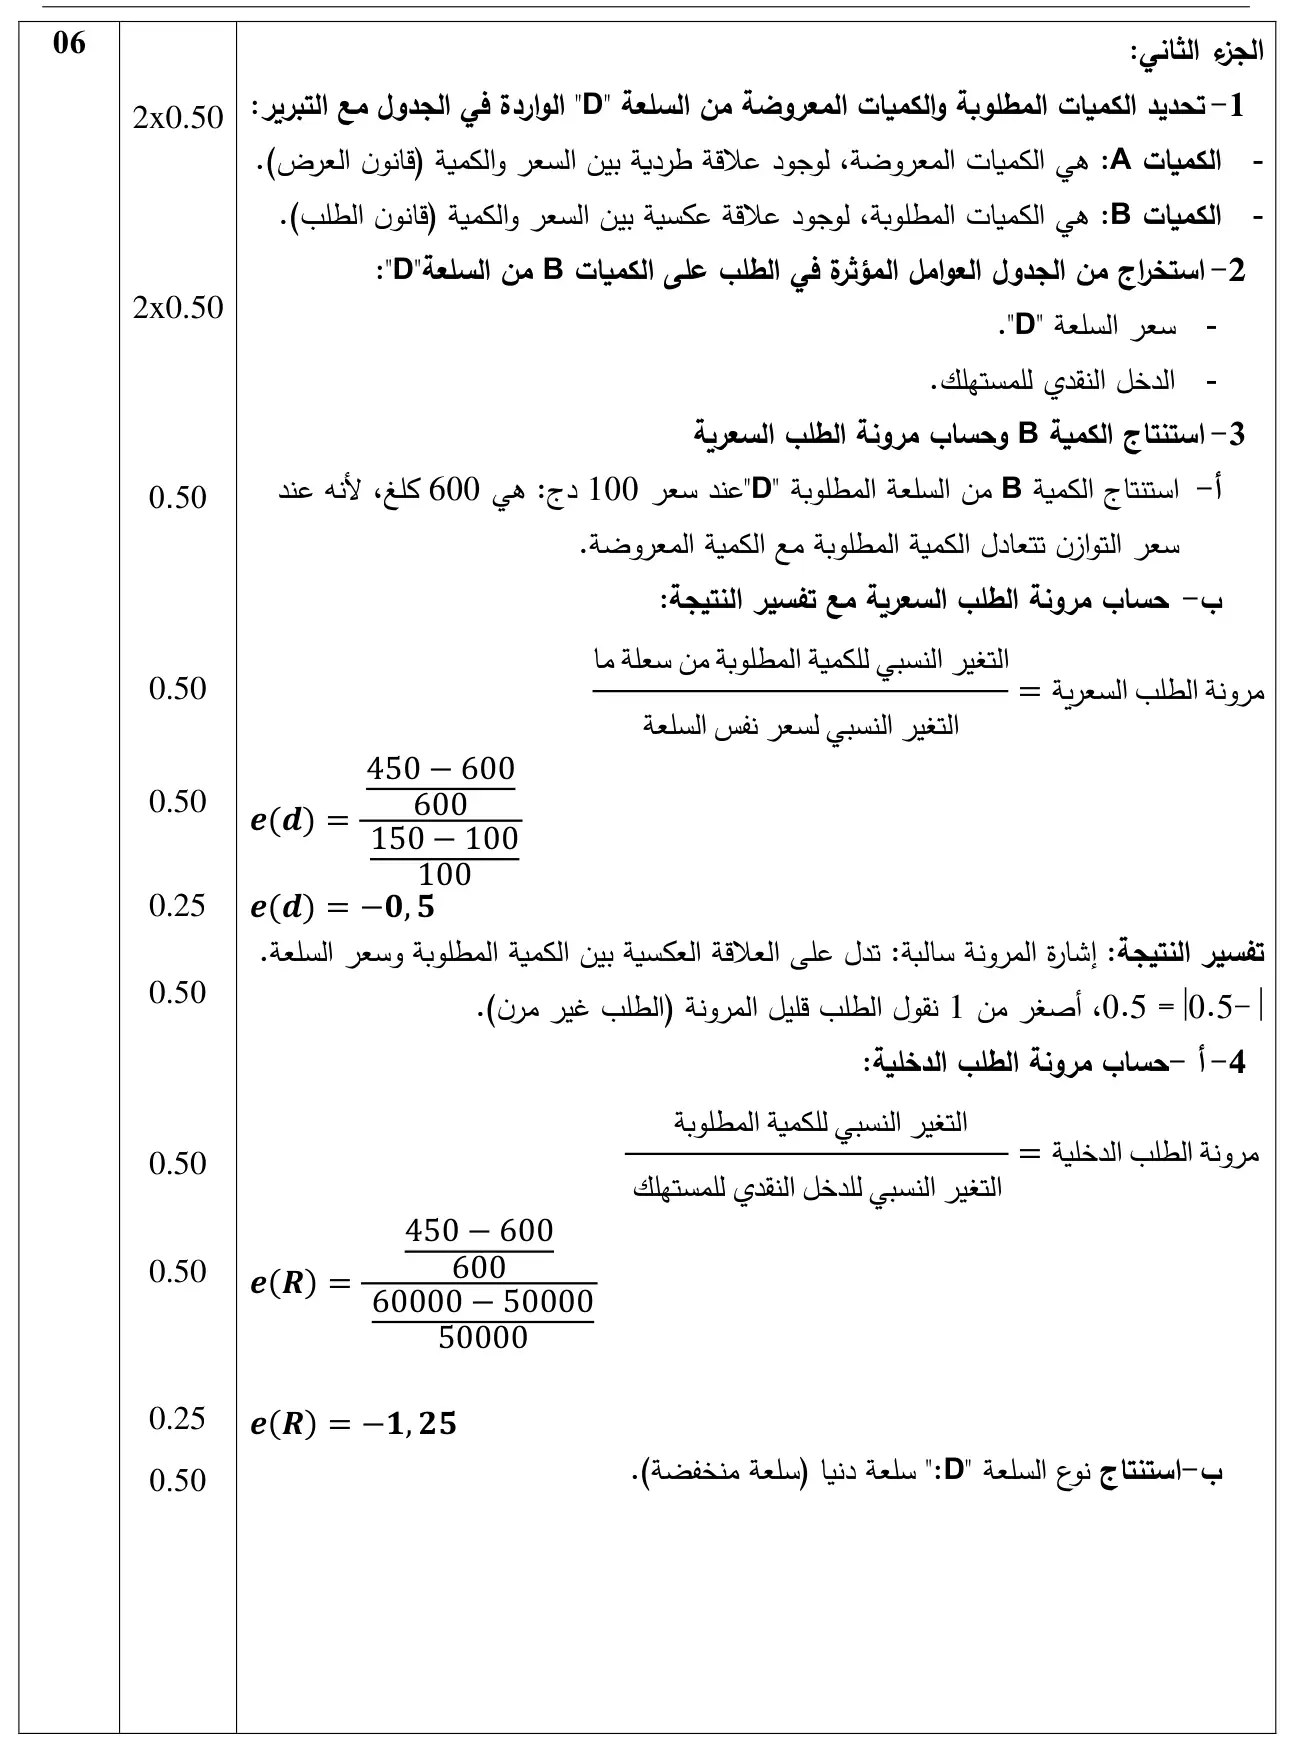 06
الجزء الثاني:
2x0.50
1- تحديد الكميات المطلوبة والكميات المعروضة من السلعة "D" الواردة في الجدول مع التبرير:
- الكميات A: هي الكميات المعروضة، لوجود علاقة طردية بين السعر والكمية (قانون العرض).
- الكميات B: هي الكميات المطلوبة، لوجود علاقة عكسية بين السعر والكمية (قانون الطلب).
2- استخراج من الجدول العوامل المؤثرة في الطلب على الكميات B من السلعة"D":
2x0.50
- سعر السلعة "D".
- الدخل النقدي للمستهلك.
3- استنتاج الكمية B وحساب مرونة الطلب السعرية
0.50
أ- استنتاج الكمية B من السلعة المطلوبة "D"عند سعر 100 دج: هي 600 كلغ، لأنه عند
سعر التوازن تتعادل الكمية المطلوبة مع الكمية المعروضة.
ب- حساب مرونة الطلب السعرية مع تفسير النتيجة:
0.50
مرونة الطلب السعرية =
التغير النسبي للكمية المطلوبة من سعلة ما
التغير النسبي لسعر نفس السلعة
0.50
e(d) =
450 − 600
600
150 − 100
100
0.25
e(d) = −0,5
تفسير النتيجة: إشارة المرونة سالبة: تدل على العلاقة العكسية بين الكمية المطلوبة وسعر السلعة.
0.50
|-0.5| = 0.5، أصغر من 1 نقول الطلب قليل المرونة (الطلب غير مرن).
4- أ -حساب مرونة الطلب الدخلية:
0.50
مرونة الطلب الدخلية =
التغير النسبي للكمية المطلوبة
التغير النسبي للدخل النقدي للمستهلك
0.50
e(R) =
450 − 600
600
60000 − 50000
50000
0.25
e(R) = −1,25
0.50
ب-استنتاج نوع السلعة "D:" سلعة دنيا (سلعة منخفضة).